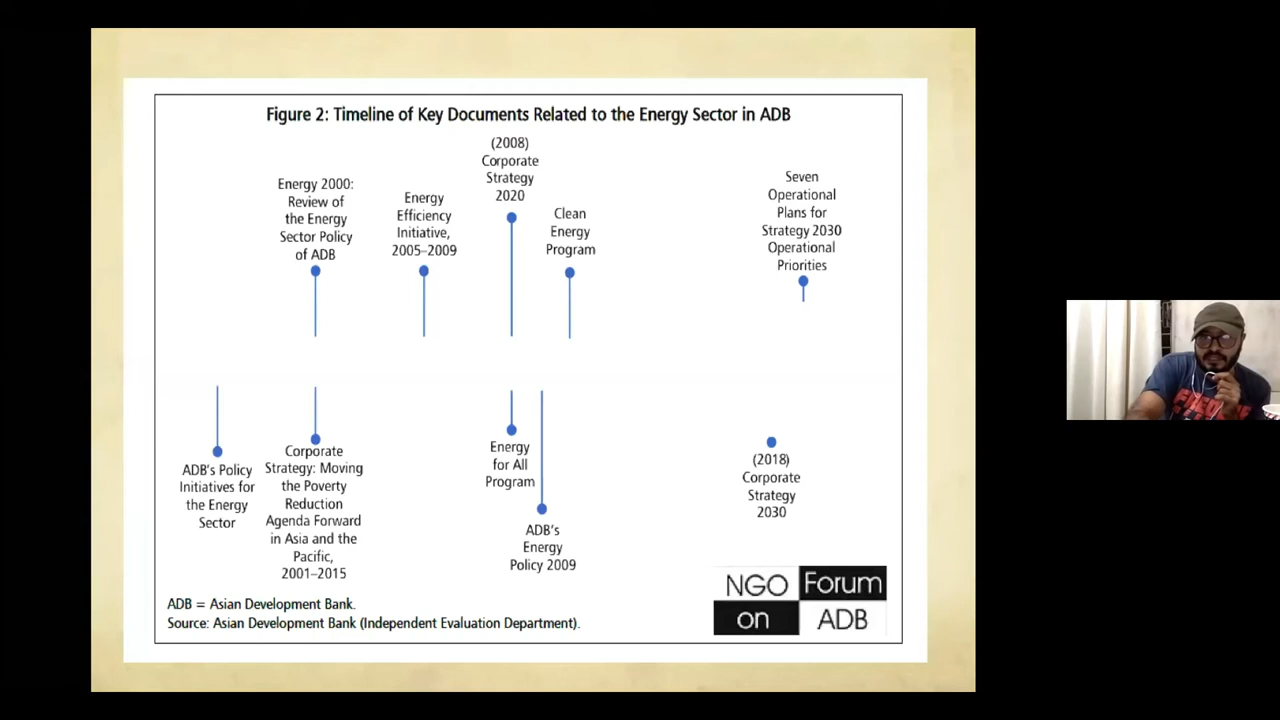 Figure 2: Timeline of Key Documents Related to the Energy Sector in ADB
Energy 2000:
Review of
the Energy
Sector Policy
of ADB
Energy
Efficiency
Initiative,
2005–2009
(2008)
Corporate
Strategy
2020
Clean
Energy
Program
Seven
Operational
Plans for
Strategy 2030
Operational
Priorities
ADB's Policy
Initiatives for
the Energy
Sector
Corporate
Strategy: Moving
the Poverty
Reduction
Agenda Forward
in Asia and the
Pacific,
2001–2015
Energy
for All
Program
ADB's
Energy
Policy 2009
(2018)
Corporate
Strategy
2030
ADB = Asian Development Bank.
Source: Asian Development Bank (Independent Evaluation Department).
NGO Forum
on ADB